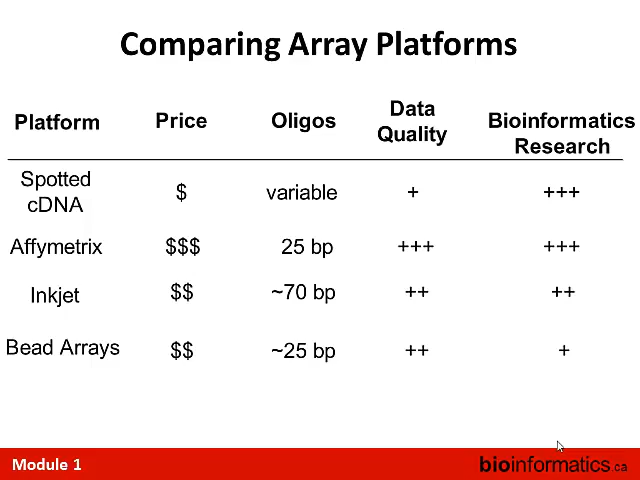 Comparing Array Platforms
Platform Price Oligos Data Quality Bioinformatics Research
Spotted cDNA $ variable + +++
Affymetrix $$$ 25 bp +++ +++
Inkjet $$ ~70 bp ++ ++
Bead Arrays $$ ~25 bp ++ +
Module 1 bioinformatics.ca